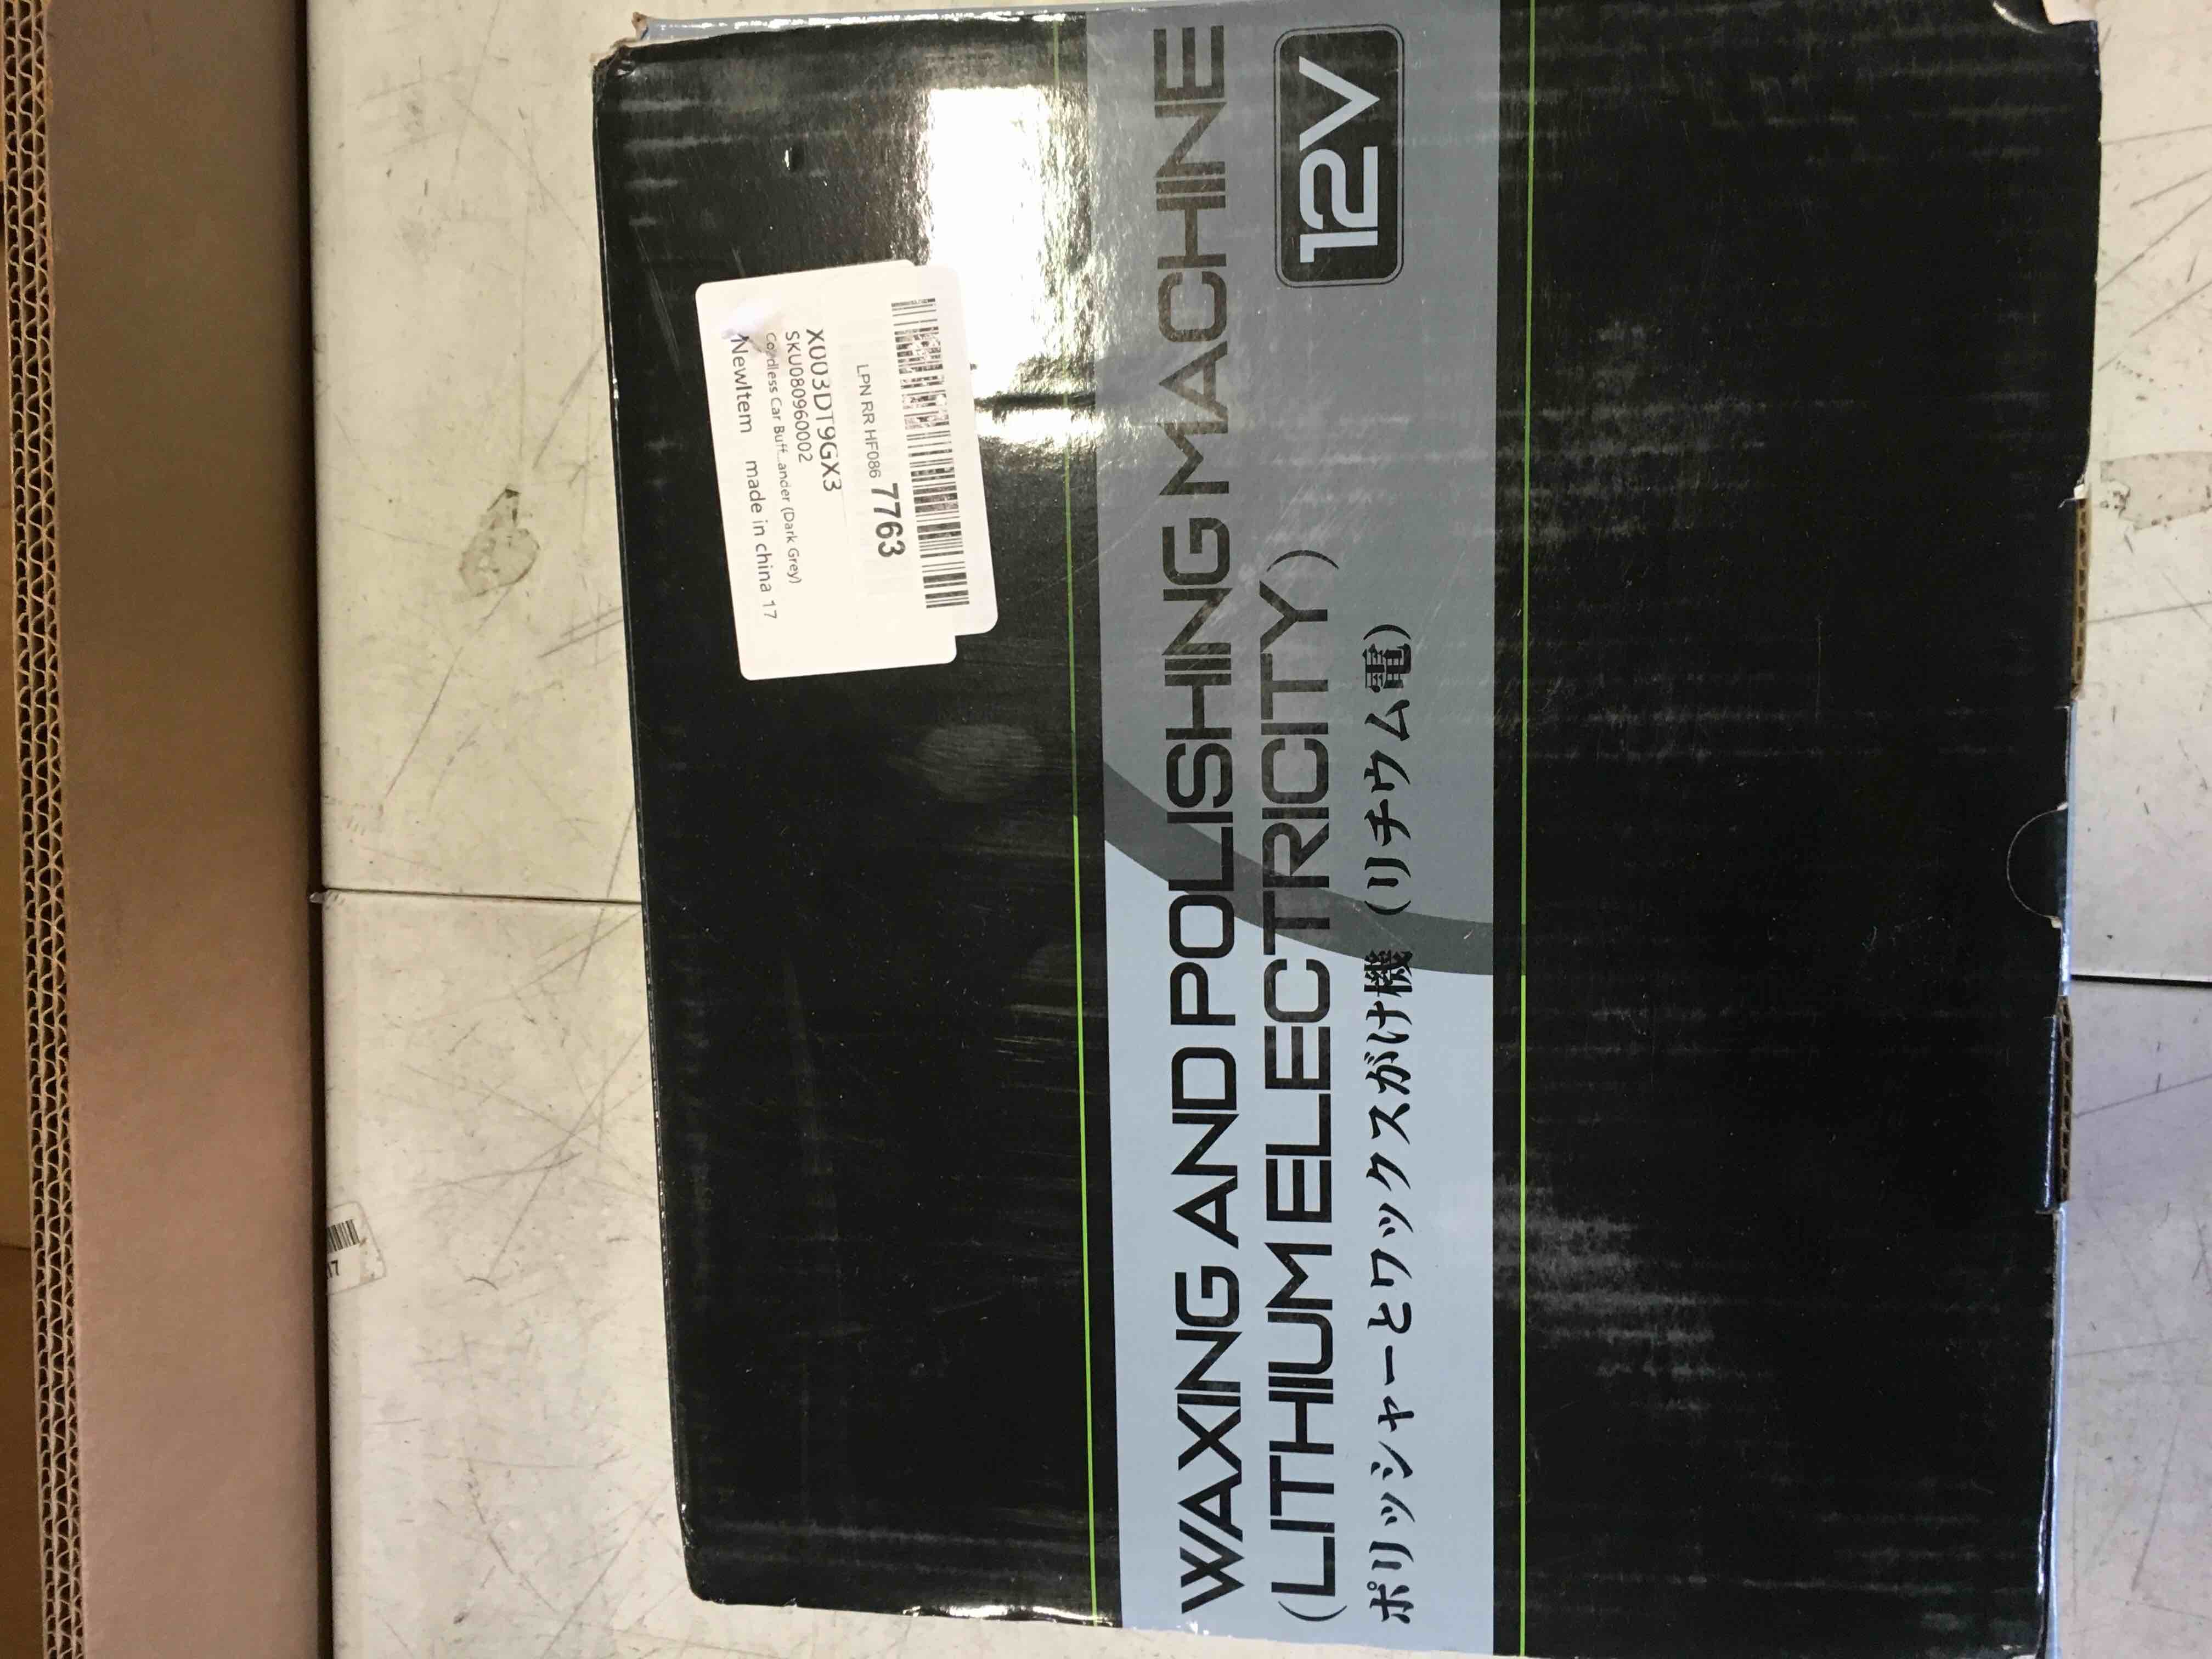 WAXING AND POLISHING MACHINE
(LITHIUM ELECTRICITY)
12V
ポリッシャーとワックスがけ機（リチウム電）
LPN RR HF086 7763
X003DT9GX3
SKU080960002
Cordless Car Buff...ander (Dark Grey)
NewItem made in china 17